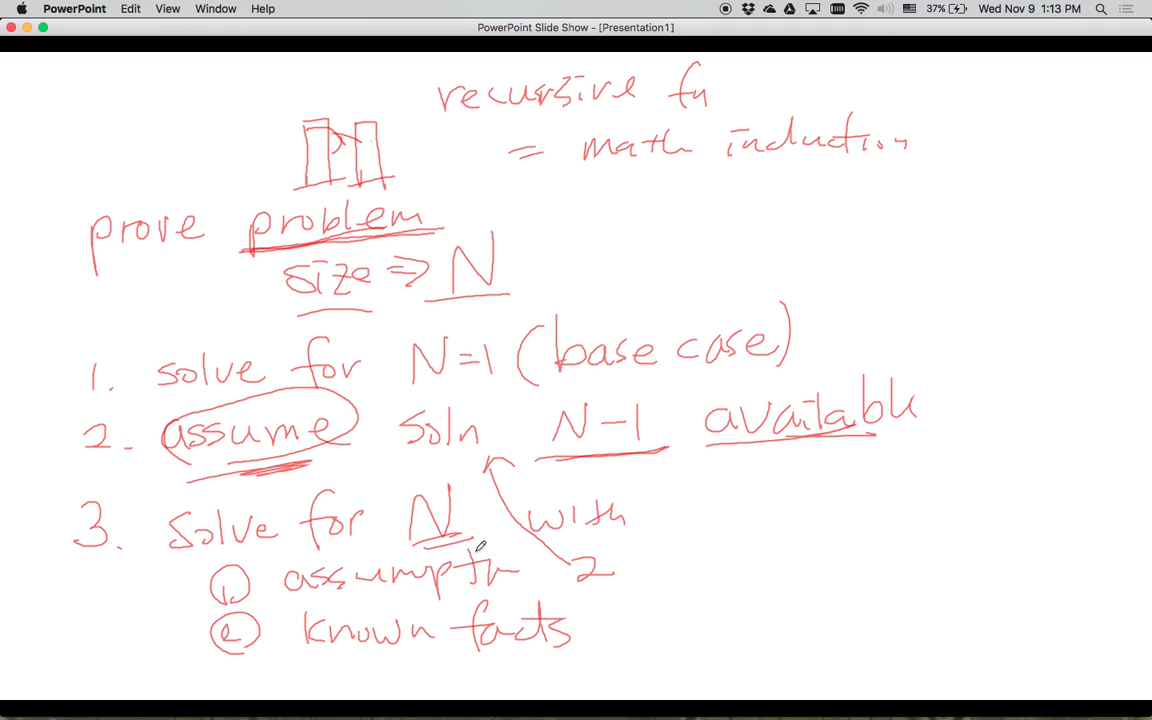 PowerPoint Edit View Window Help 37% Wed Nov 9 1:13 PM
PowerPoint Slide Show - [Presentation1]
recursive fn
= math induction
prove problem
size => N
1. solve for N=1 (base case)
2. assume soln N-1 available
3. solve for N with
① assumptn 2
② known facts